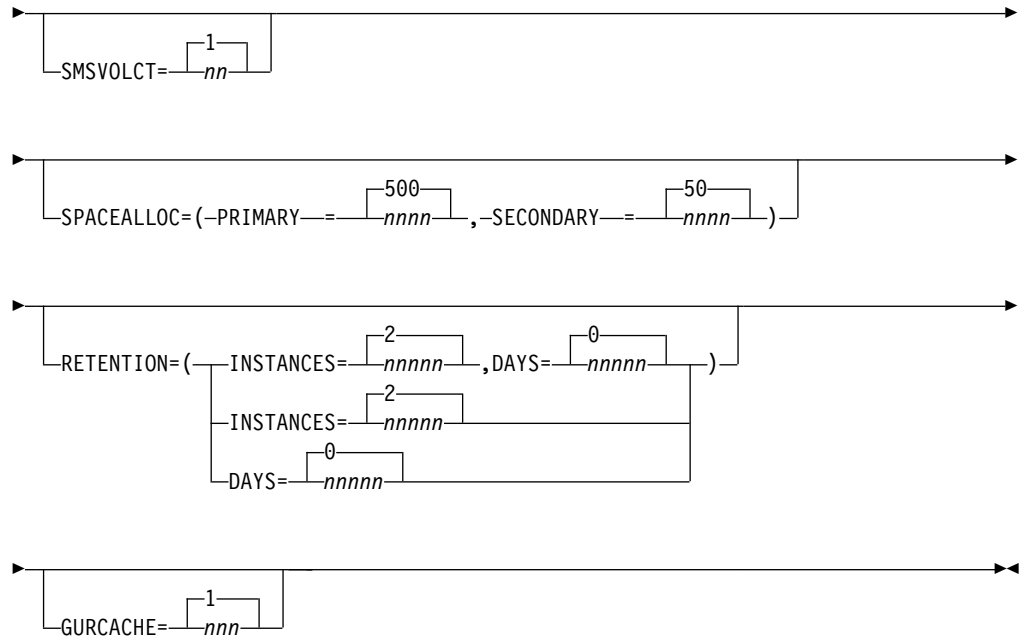 1
SMSVOLCT= nn
500 50
SPACEALLOC=( PRIMARY = nnnn , SECONDARY = nnnn )
2 0
RETENTION=( INSTANCES= nnnnn ,DAYS= nnnnn )
2
INSTANCES= nnnnn
0
DAYS= nnnnn
1
GURCACHE= nnn